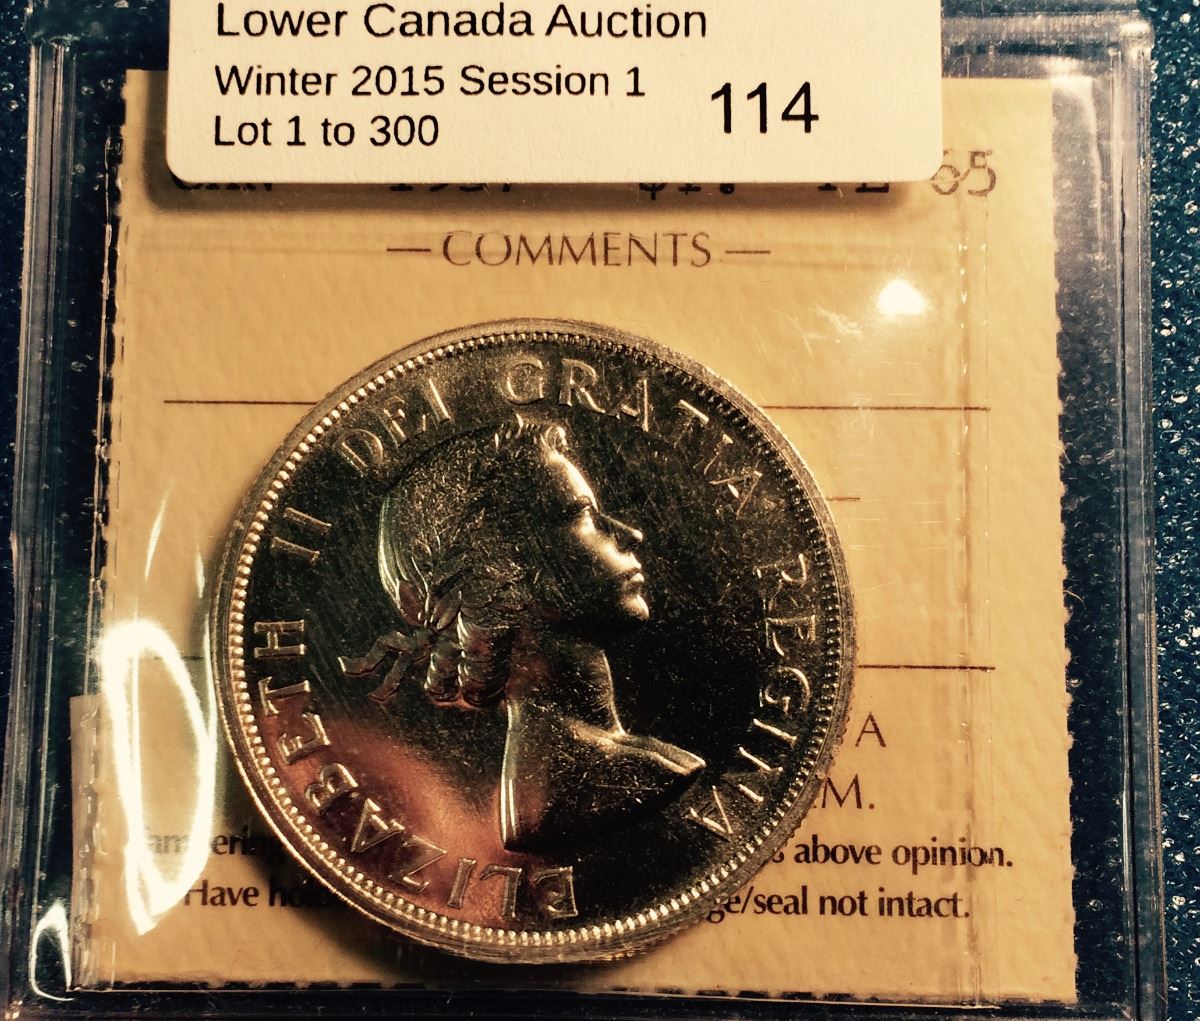 Lower Canada Auction
Winter 2015 Session 1
Lot 1 to 300
114
65
— COMMENTS —
ELIZABETH II DEI GRATIA REGINA
A
.M.
above opinion.
Have
ge/seal not intact.